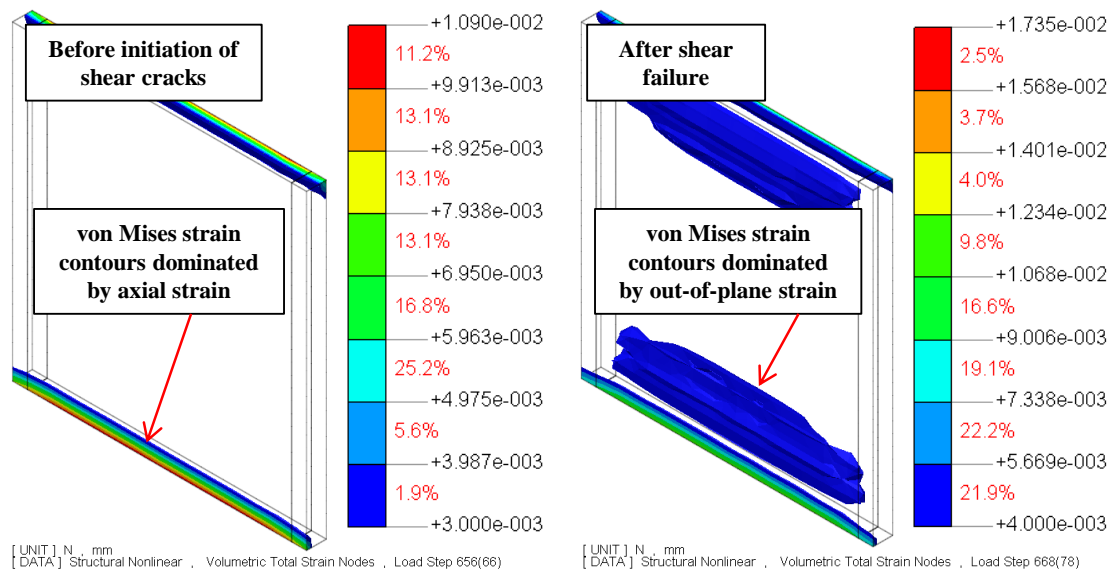 Before initiation of
shear cracks
von Mises strain
contours dominated
by axial strain
+1.090e-002
11.2%
+9.913e-003
13.1%
+8.925e-003
13.1%
+7.938e-003
13.1%
+6.950e-003
16.8%
+5.963e-003
25.2%
+4.975e-003
5.6%
+3.987e-003
1.9%
+3.000e-003
[ UNIT ] N , mm
[ DATA ] Structural Nonlinear , Volumetric Total Strain Nodes , Load Step 656(66)
After shear
failure
von Mises strain
contours dominated
by out-of-plane strain
+1.735e-002
2.5%
+1.568e-002
3.7%
+1.401e-002
4.0%
+1.234e-002
9.8%
+1.068e-002
16.6%
+9.006e-003
19.1%
+7.338e-003
22.2%
+5.669e-003
21.9%
+4.000e-003
[ UNIT ] N , mm
[ DATA ] Structural Nonlinear , Volumetric Total Strain Nodes , Load Step 668(78)